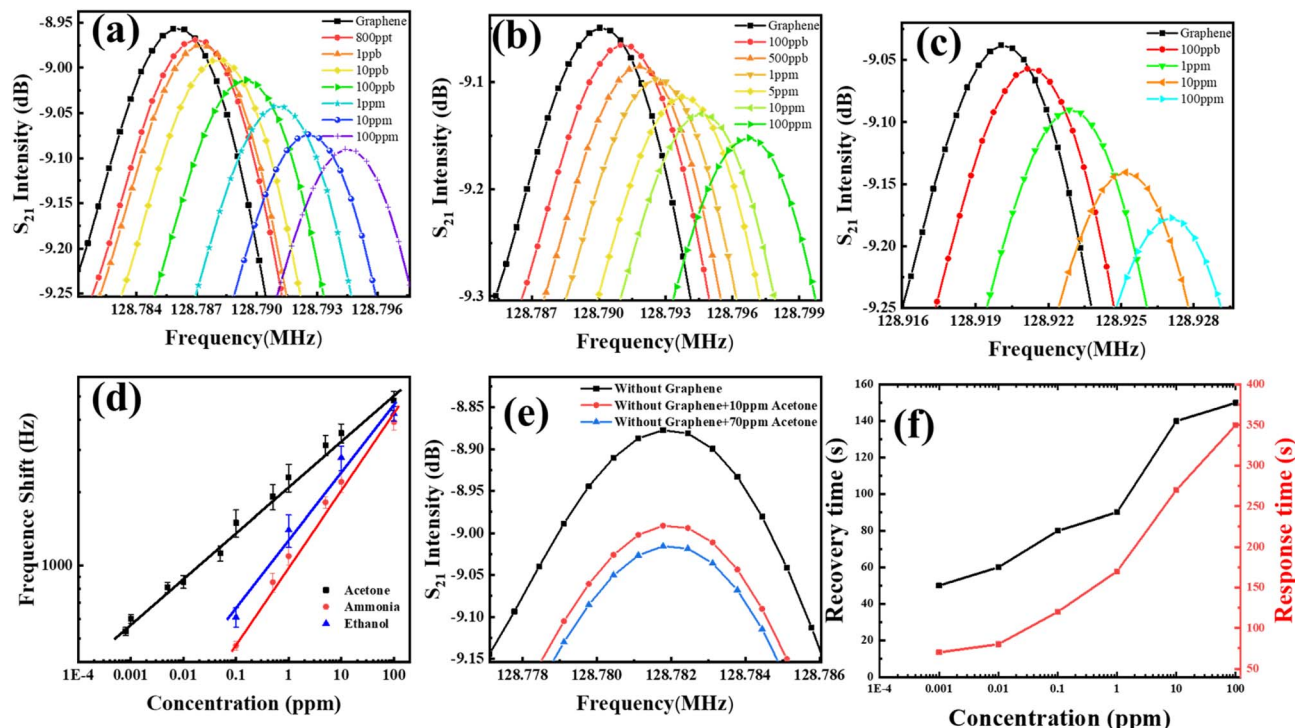 (a)
Graphene
800ppt
1ppb
10ppb
100ppb
1ppm
10ppm
100ppm
-8.95
-9.00
-9.05
-9.10
-9.15
-9.20
-9.25
S21 Intensity (dB)
128.784 128.787 128.790 128.793 128.796
Frequency(MHz)
(b)
Graphene
100ppb
500ppb
1ppm
5ppm
10ppm
100ppm
-9.1
-9.2
-9.3
S21 Intensity (dB)
128.787 128.790 128.793 128.796 128.799
Frequency(MHz)
(c)
Graphene
100ppb
1ppm
10ppm
100ppm
-9.05
-9.10
-9.15
-9.20
-9.25
S21 Intensity (dB)
128.916 128.919 128.922 128.925 128.928
Frequency(MHz)
(d)
1000
Frequence Shift (Hz)
Acetone
Ammonia
Ethanol
1E-4 0.001 0.01 0.1 1 10 100
Concentration (ppm)
(e)
Without Graphene
Without Graphene+10ppm Acetone
Without Graphene+70ppm Acetone
-8.85
-8.90
-8.95
-9.00
-9.05
-9.10
-9.15
S21 Intensity (dB)
128.778 128.780 128.782 128.784 128.786
Frequency(MHz)
(f)
160
140
120
100
80
60
40
20
0
Recovery time (s)
400
350
300
250
200
150
100
50
Response time (s)
1E-4 0.001 0.01 0.1 1 10 100
Concentration (ppm)